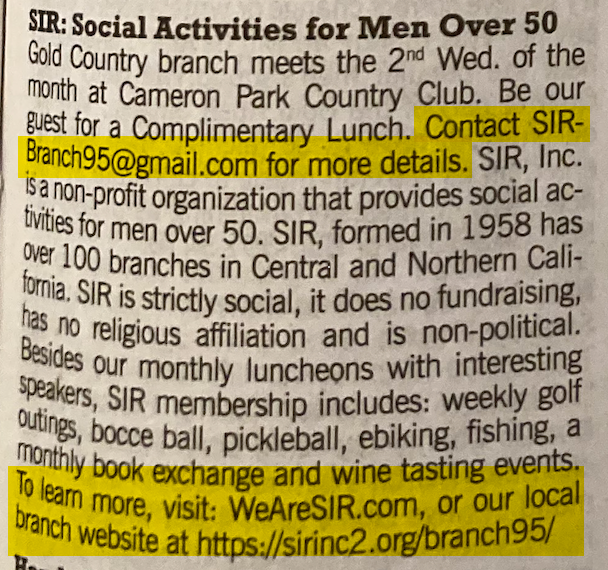 SIR: Social Activities for Men Over 50
Gold Country branch meets the 2nd Wed. of the
month at Cameron Park Country Club. Be our
guest for a Complimentary Lunch. Contact SIR-
Branch95@gmail.com for more details. SIR, Inc.
is a non-profit organization that provides social ac-
tivities for men over 50. SIR, formed in 1958 has
over 100 branches in Central and Northern Cali-
fornia. SIR is strictly social, it does no fundraising,
has no religious affiliation and is non-political.
Besides our monthly luncheons with interesting
speakers, SIR membership includes: weekly golf
outings, bocce ball, pickleball, ebiking, fishing, a
monthly book exchange and wine tasting events.
To learn more, visit: WeAreSIR.com, or our local
branch website at https://sirinc2.org/branch95/